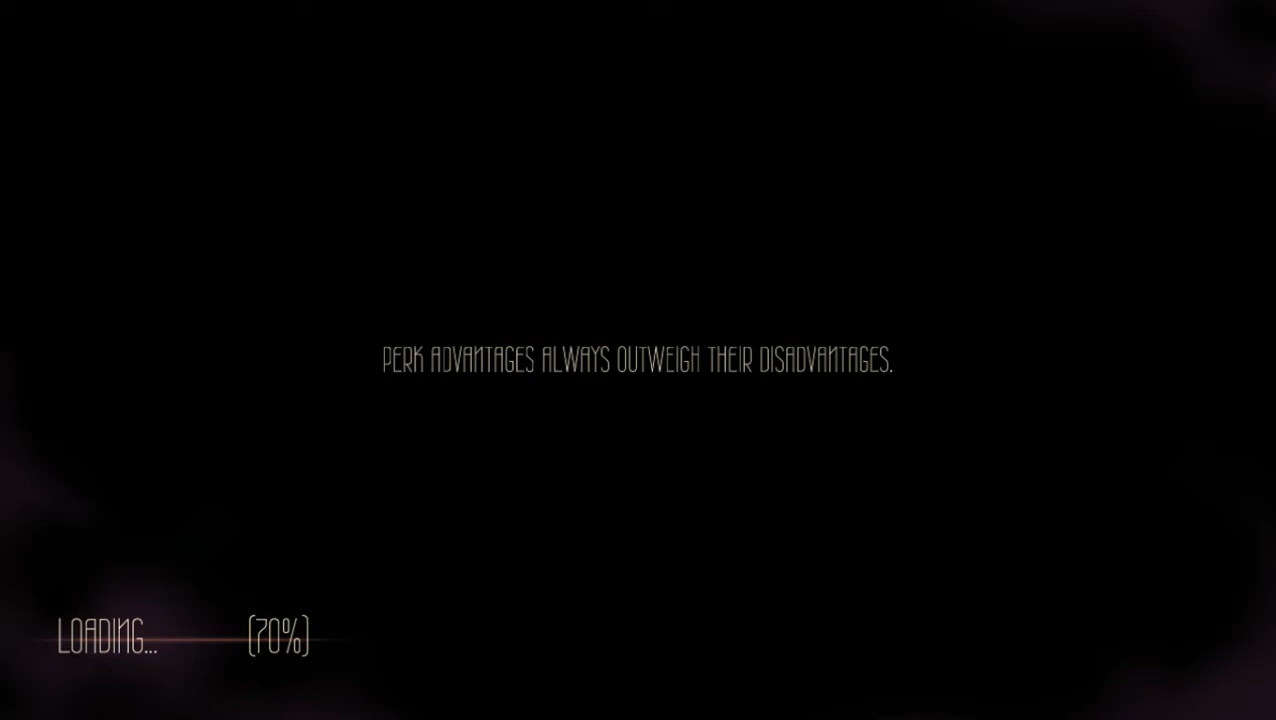 PERK ADVANTAGES ALWAYS OUTWEIGH THEIR DISADVANTAGES.
LOADING... (70%)